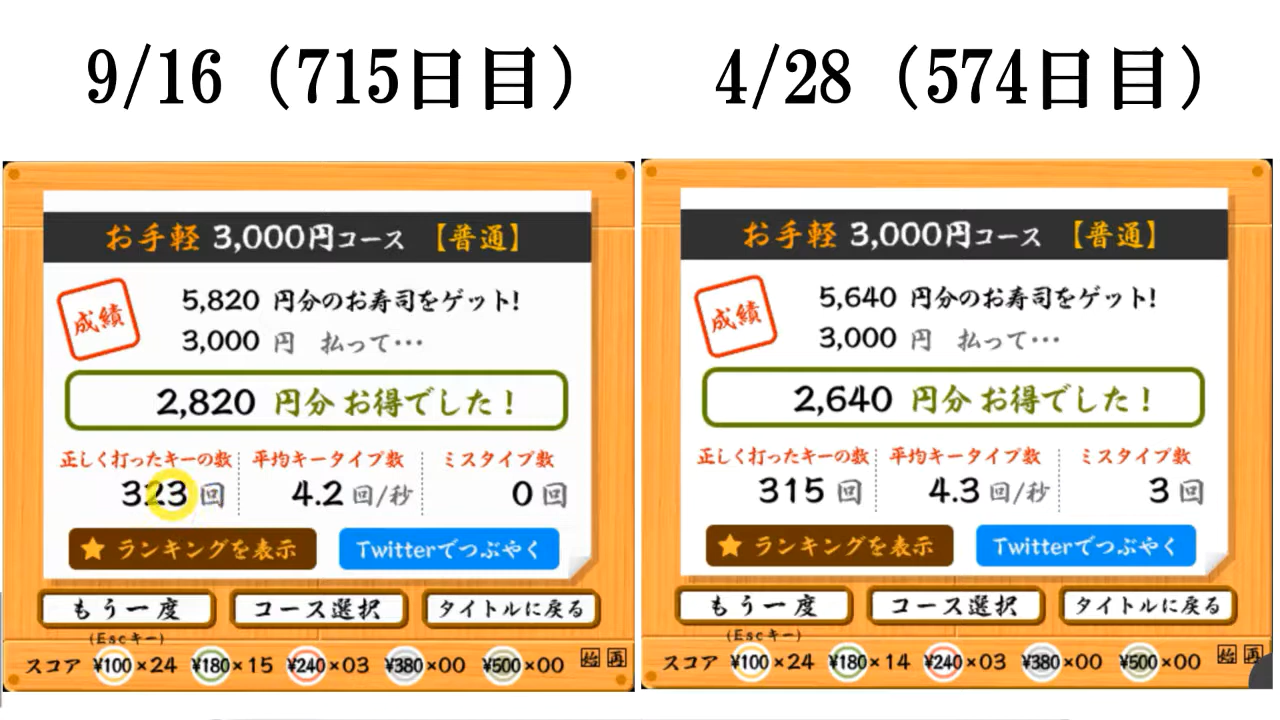 9/16（715日目）
お手軽 3,000円コース 【普通】
成績
5,820 円分のお寿司をゲット!
3,000 円 払って…
2,820 円分 お得でした！
正しく打ったキーの数 平均キータイプ数 ミスタイプ数
323 回 4.2 回/秒 0 回
★ ランキングを表示 Twitterでつぶやく
もう一度 コース選択 タイトルに戻る
(Escキー)
スコア ¥100×24 ¥180×15 ¥240×03 ¥380×00 ¥500×00 始 再
4/28（574日目）
お手軽 3,000円コース 【普通】
成績
5,640 円分のお寿司をゲット!
3,000 円 払って…
2,640 円分 お得でした！
正しく打ったキーの数 平均キータイプ数 ミスタイプ数
315 回 4.3 回/秒 3 回
★ ランキングを表示 Twitterでつぶやく
もう一度 コース選択 タイトルに戻る
(Escキー)
スコア ¥100×24 ¥180×14 ¥240×03 ¥380×00 ¥500×00 始 再